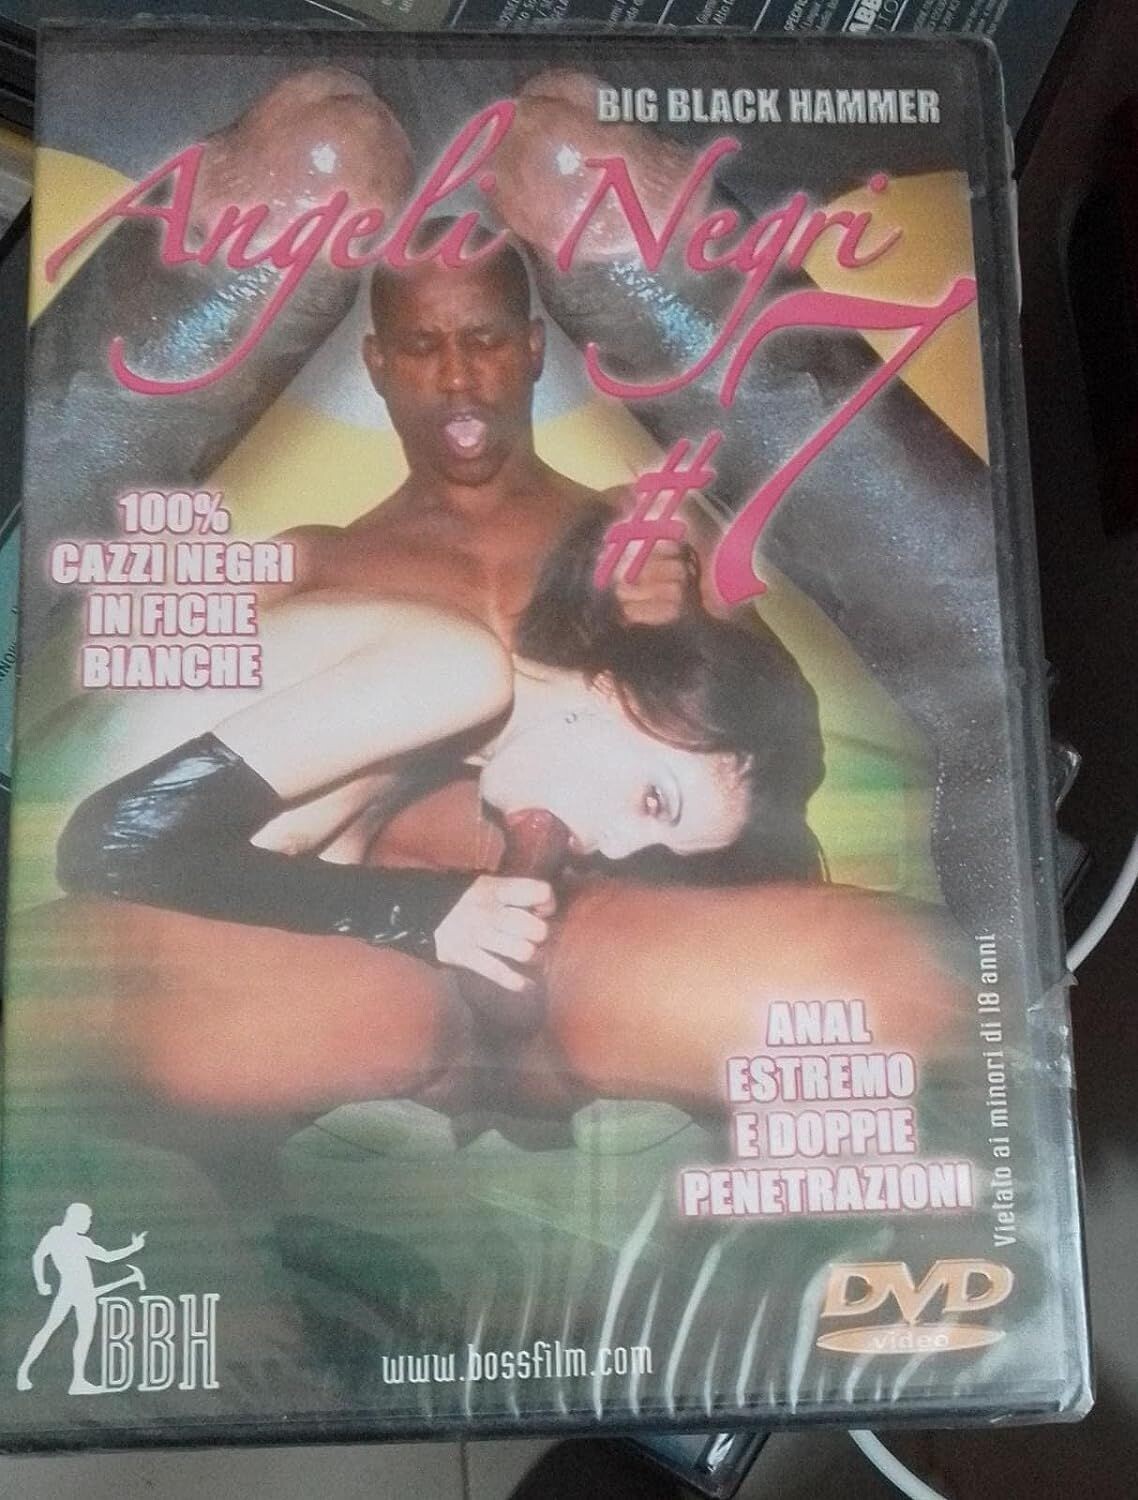 BIG BLACK HAMMER
Angeli Negri
#7
100%
CAZZI NEGRI
IN FICHE
BIANCHE
ANAL
ESTREMO
E DOPPIE
PENETRAZIONI
Vietato ai minori di 18 anni
DVD
video
BBH
www.bossfilm.com